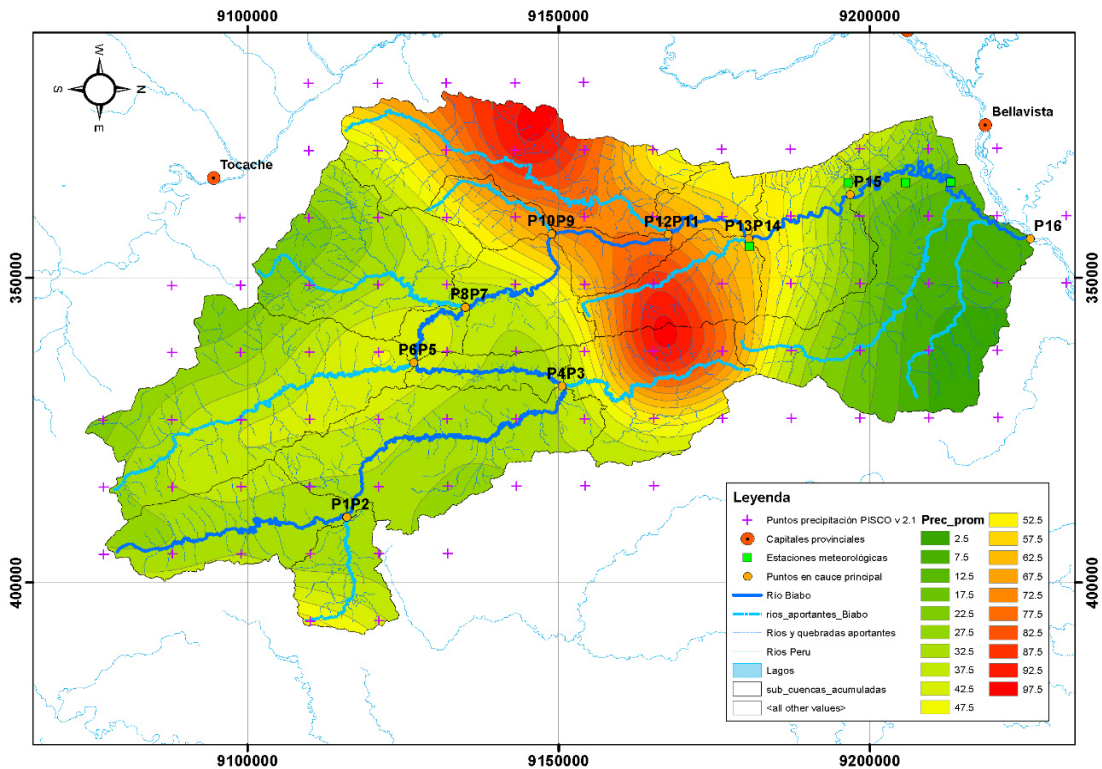 9100000 9150000 9200000
W
S N
E
Bellavista
Tocache
P15
P10P9 P12P11 P13P14 P16
350000 350000
P8P7
P6P5
P4P3
P1P2
400000 400000
Leyenda
Puntos precipitación PISCO v 2.1
Capitales provinciales
Estaciones meteorológicas
Puntos en cauce principal
Río Biabo
rios_aportantes_Biabo
Ríos y quebradas aportantes
Rios Peru
Lagos
sub_cuencas_acumuladas
<all other values>
Prec_prom
2.5
7.5
12.5
17.5
22.5
27.5
32.5
37.5
42.5
47.5
52.5
57.5
62.5
67.5
72.5
77.5
82.5
87.5
92.5
97.5
9100000 9150000 9200000